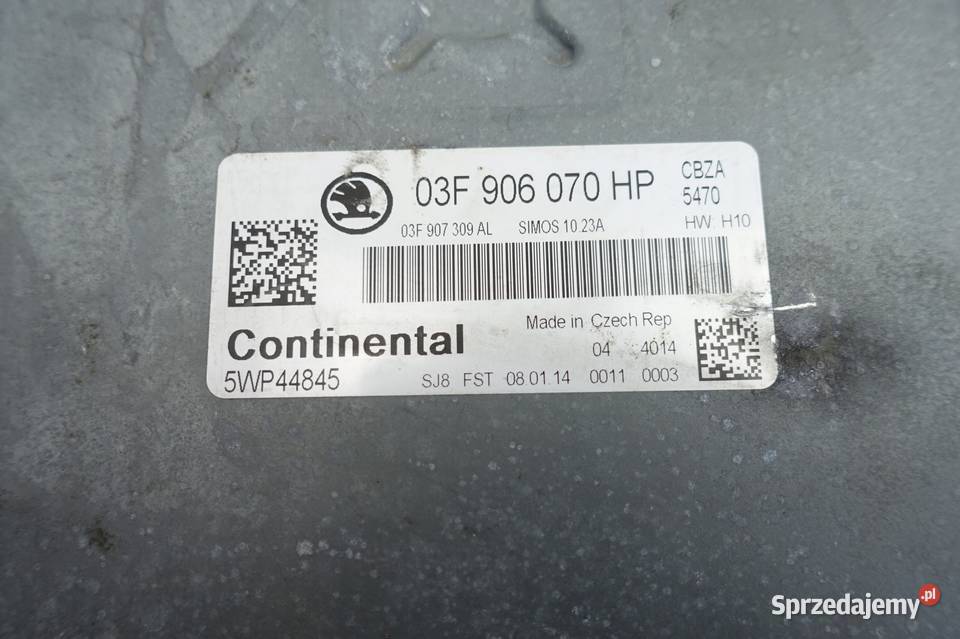 03F 906 070 HP
CBZA
5470
03F 907 309 AL SIMOS 10 23A HW: H10
Continental
Made in Czech Rep
04 4014
5WP44845
SJ8 FST 08.01.14 0011 0003
Sprzedajemy.pl